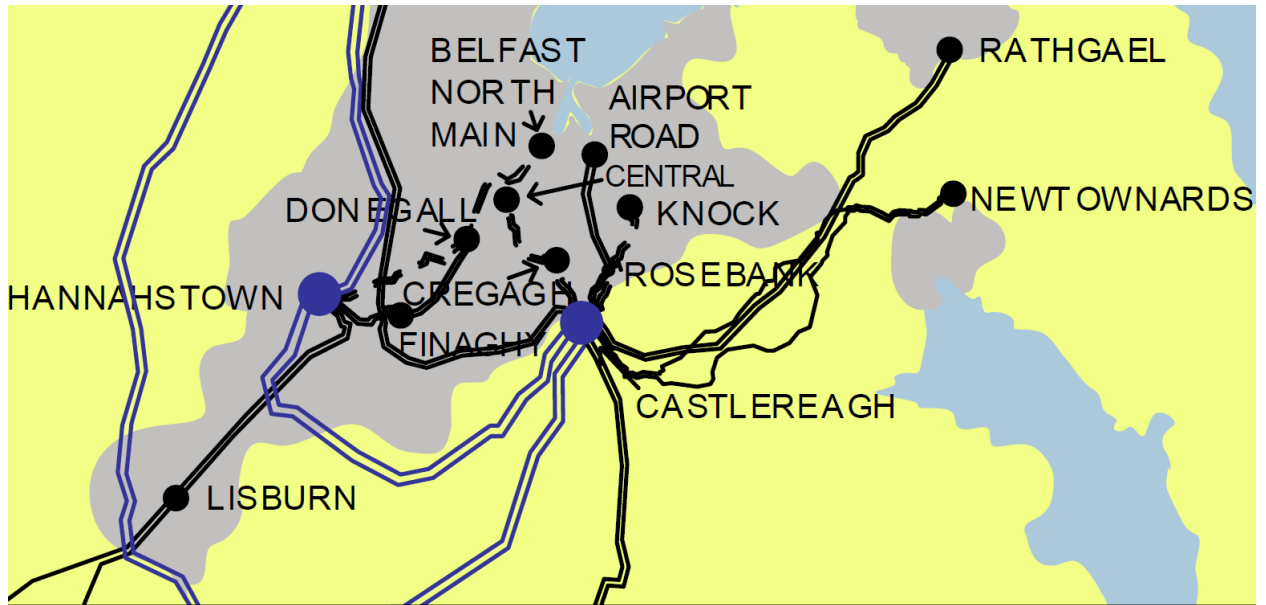 BELFAST
NORTH
MAIN
AIRPORT
ROAD
RATHGAEL
CENTRAL
DONEGALL
KNOCK
NEWTOWNARDS
HANNAHSTOWN
CREGAGH
ROSEBANK
FINAGHY
CASTLEREAGH
LISBURN